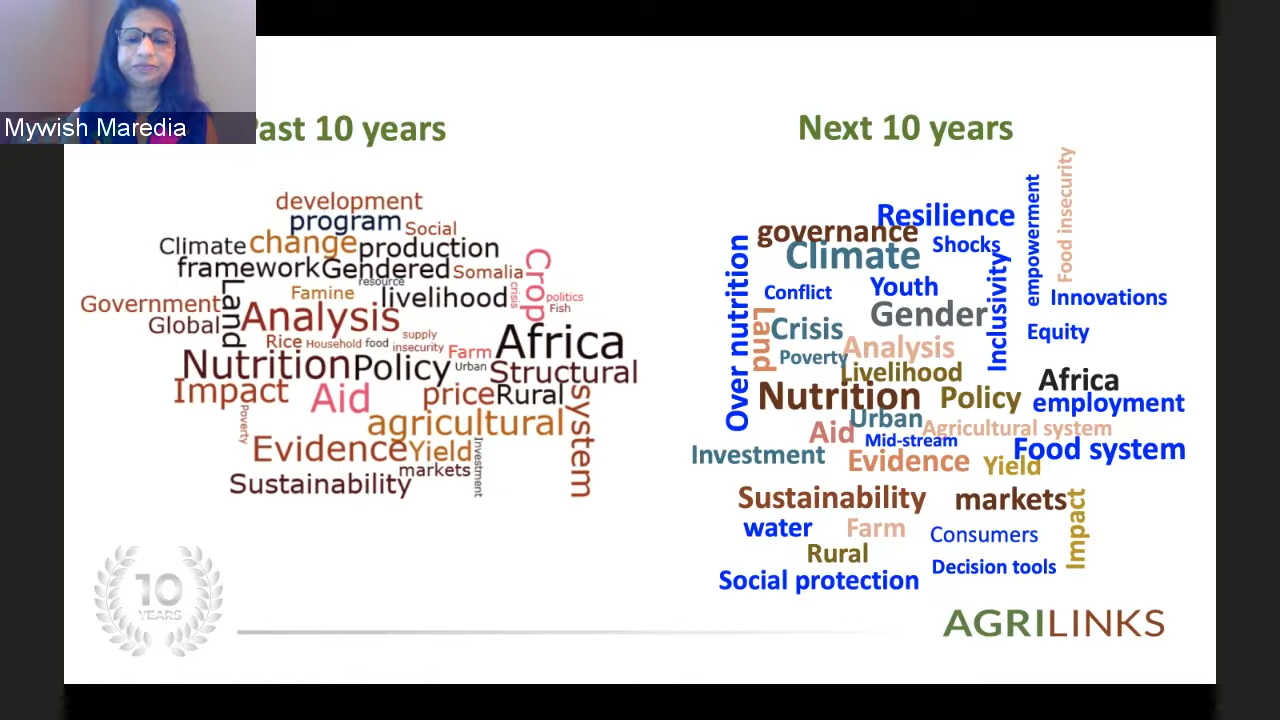 Mywish Maredia
Past 10 years
development
program
Social
Climate
change
production
framework
Gendered
Somalia
resource
Crop
Famine
livelihood
crisis
politics
Fish
Government
Land
Global
Analysis
Rice
Household
food
supply
insecurity
Farm
Africa
Nutrition
Policy
Urban
Structural
Impact
Aid
price
Rural
system
Poverty
agricultural
Evidence
Yield
markets
Investment
Sustainability
10
YEARS
Next 10 years
Food insecurity
empowerment
Resilience
governance
Shocks
Climate
Over nutrition
Conflict
Youth
Inclusivity
Innovations
Land
Crisis
Gender
Equity
Poverty
Analysis
Livelihood
Nutrition
Policy
Africa
employment
Urban
Aid
Mid-stream
Agricultural system
Investment
Evidence
Yield
Food system
Sustainability
markets
Impact
water
Farm
Consumers
Rural
Decision tools
Social protection
AGRILINKS